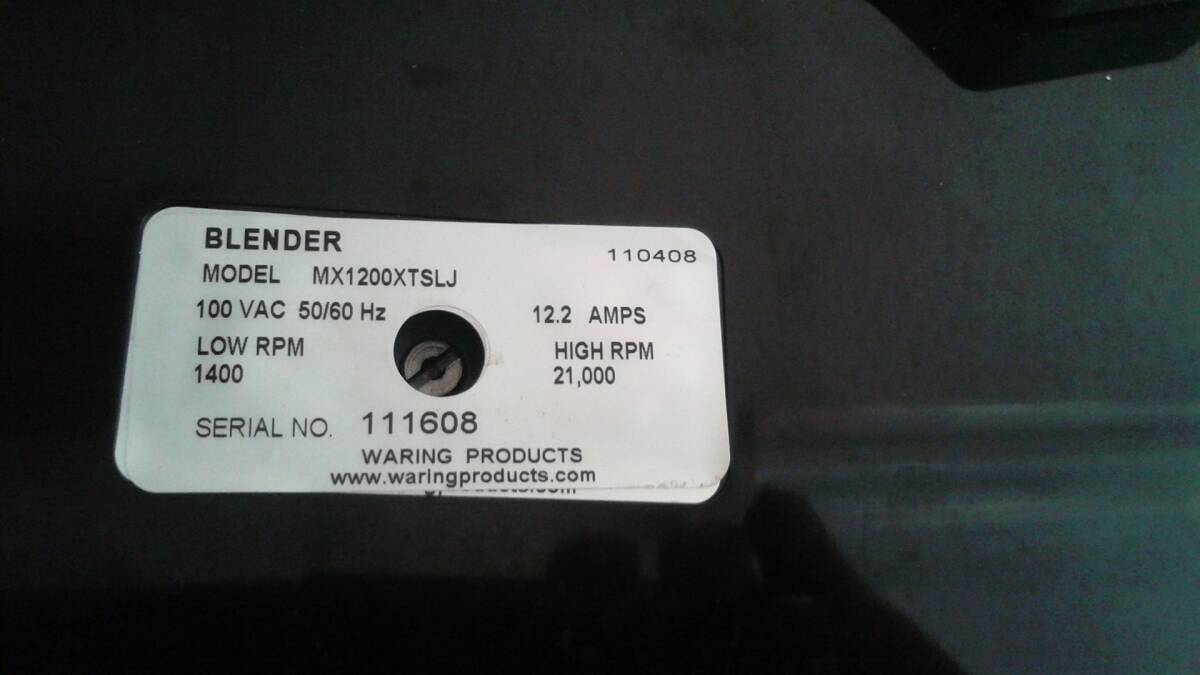 BLENDER
110408
MODEL MX1200XTSLJ
100 VAC 50/60 Hz 12.2 AMPS
LOW RPM HIGH RPM
1400 21,000
SERIAL NO. 111608
WARING PRODUCTS
www.waringproducts.com